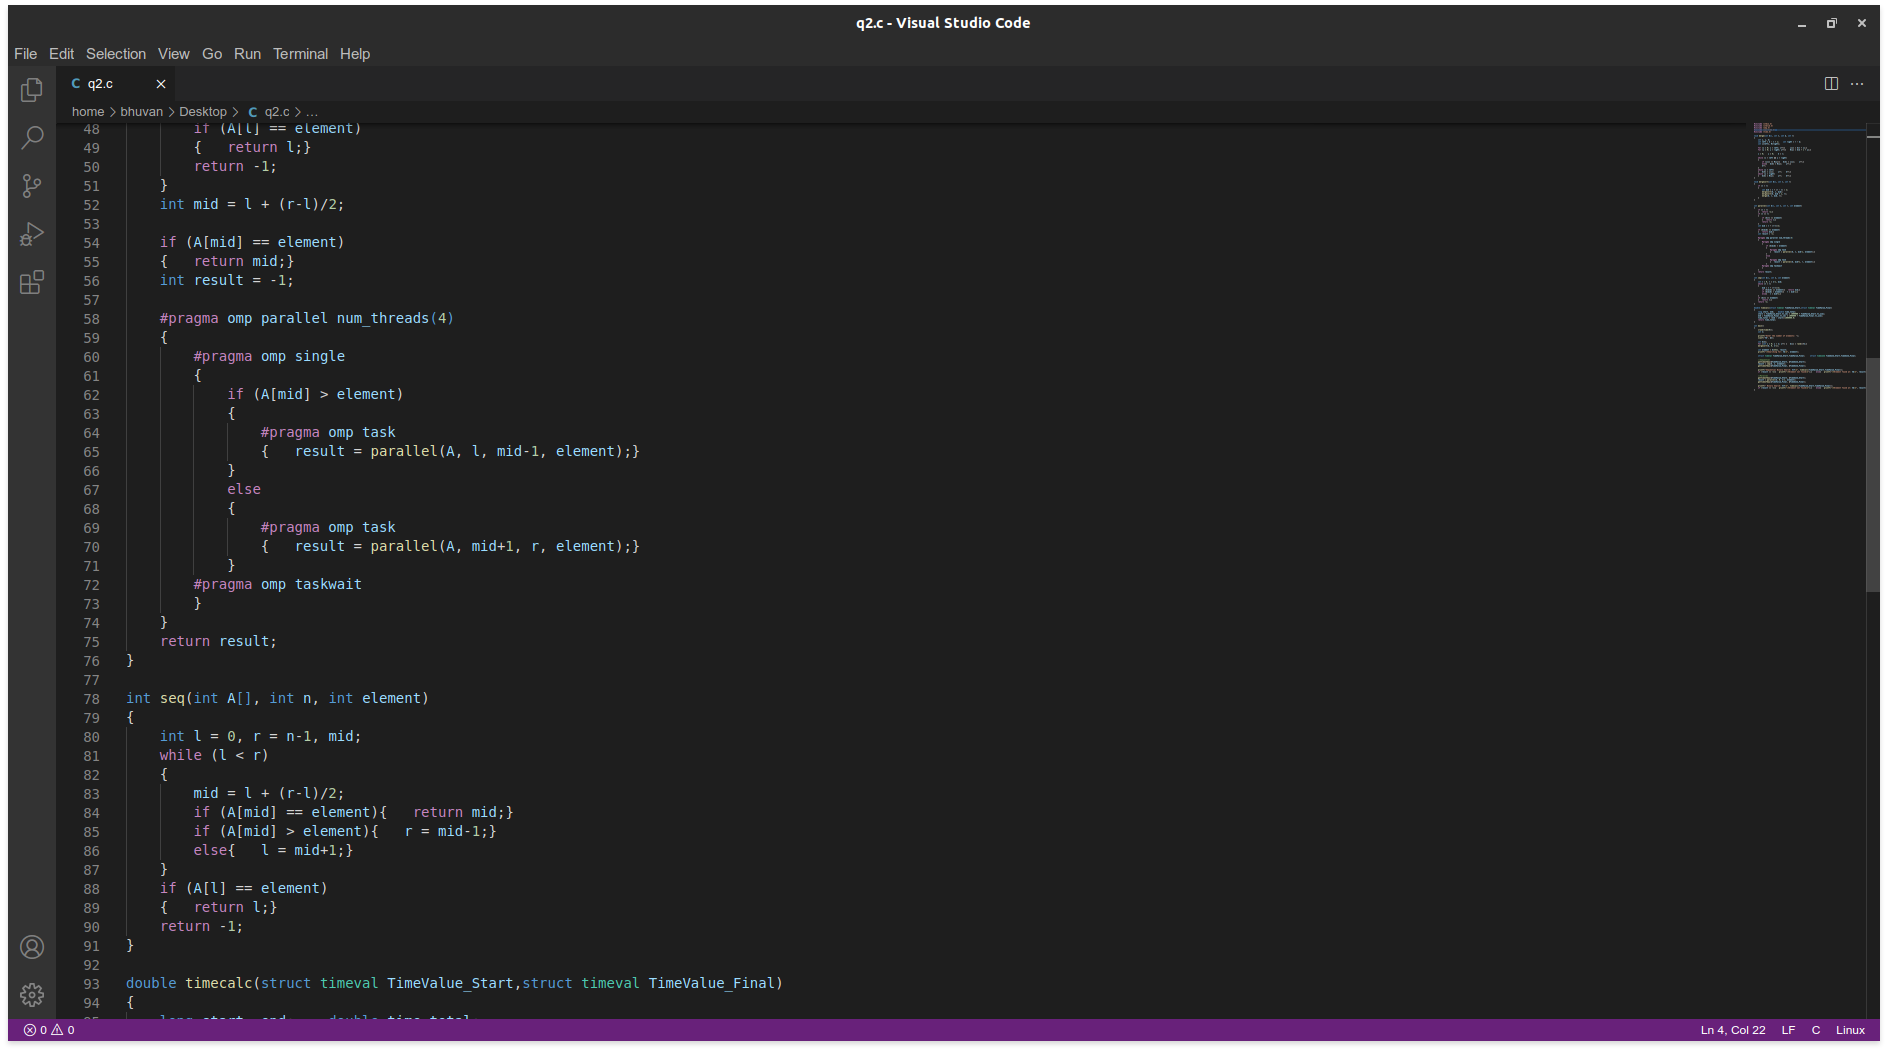 q2.c - Visual Studio Code
File Edit Selection View Go Run Terminal Help
C q2.c
home > bhuvan > Desktop > C q2.c > ...
48 if (A[l] == element)
49 { return l;}
50 return -1;
51 }
52 int mid = l + (r-l)/2;
53
54 if (A[mid] == element)
55 { return mid;}
56 int result = -1;
57
58 #pragma omp parallel num_threads(4)
59 {
60 #pragma omp single
61 {
62 if (A[mid] > element)
63 {
64 #pragma omp task
65 { result = parallel(A, l, mid-1, element);}
66 }
67 else
68 {
69 #pragma omp task
70 { result = parallel(A, mid+1, r, element);}
71 }
72 #pragma omp taskwait
73 }
74 }
75 return result;
76 }
77
78 int seq(int A[], int n, int element)
79 {
80 int l = 0, r = n-1, mid;
81 while (l < r)
82 {
83 mid = l + (r-l)/2;
84 if (A[mid] == element){ return mid;}
85 if (A[mid] > element){ r = mid-1;}
86 else{ l = mid+1;}
87 }
88 if (A[l] == element)
89 { return l;}
90 return -1;
91 }
92
93 double timecalc(struct timeval TimeValue_Start,struct timeval TimeValue_Final)
94 {
0 0
Ln 4, Col 22 LF C Linux